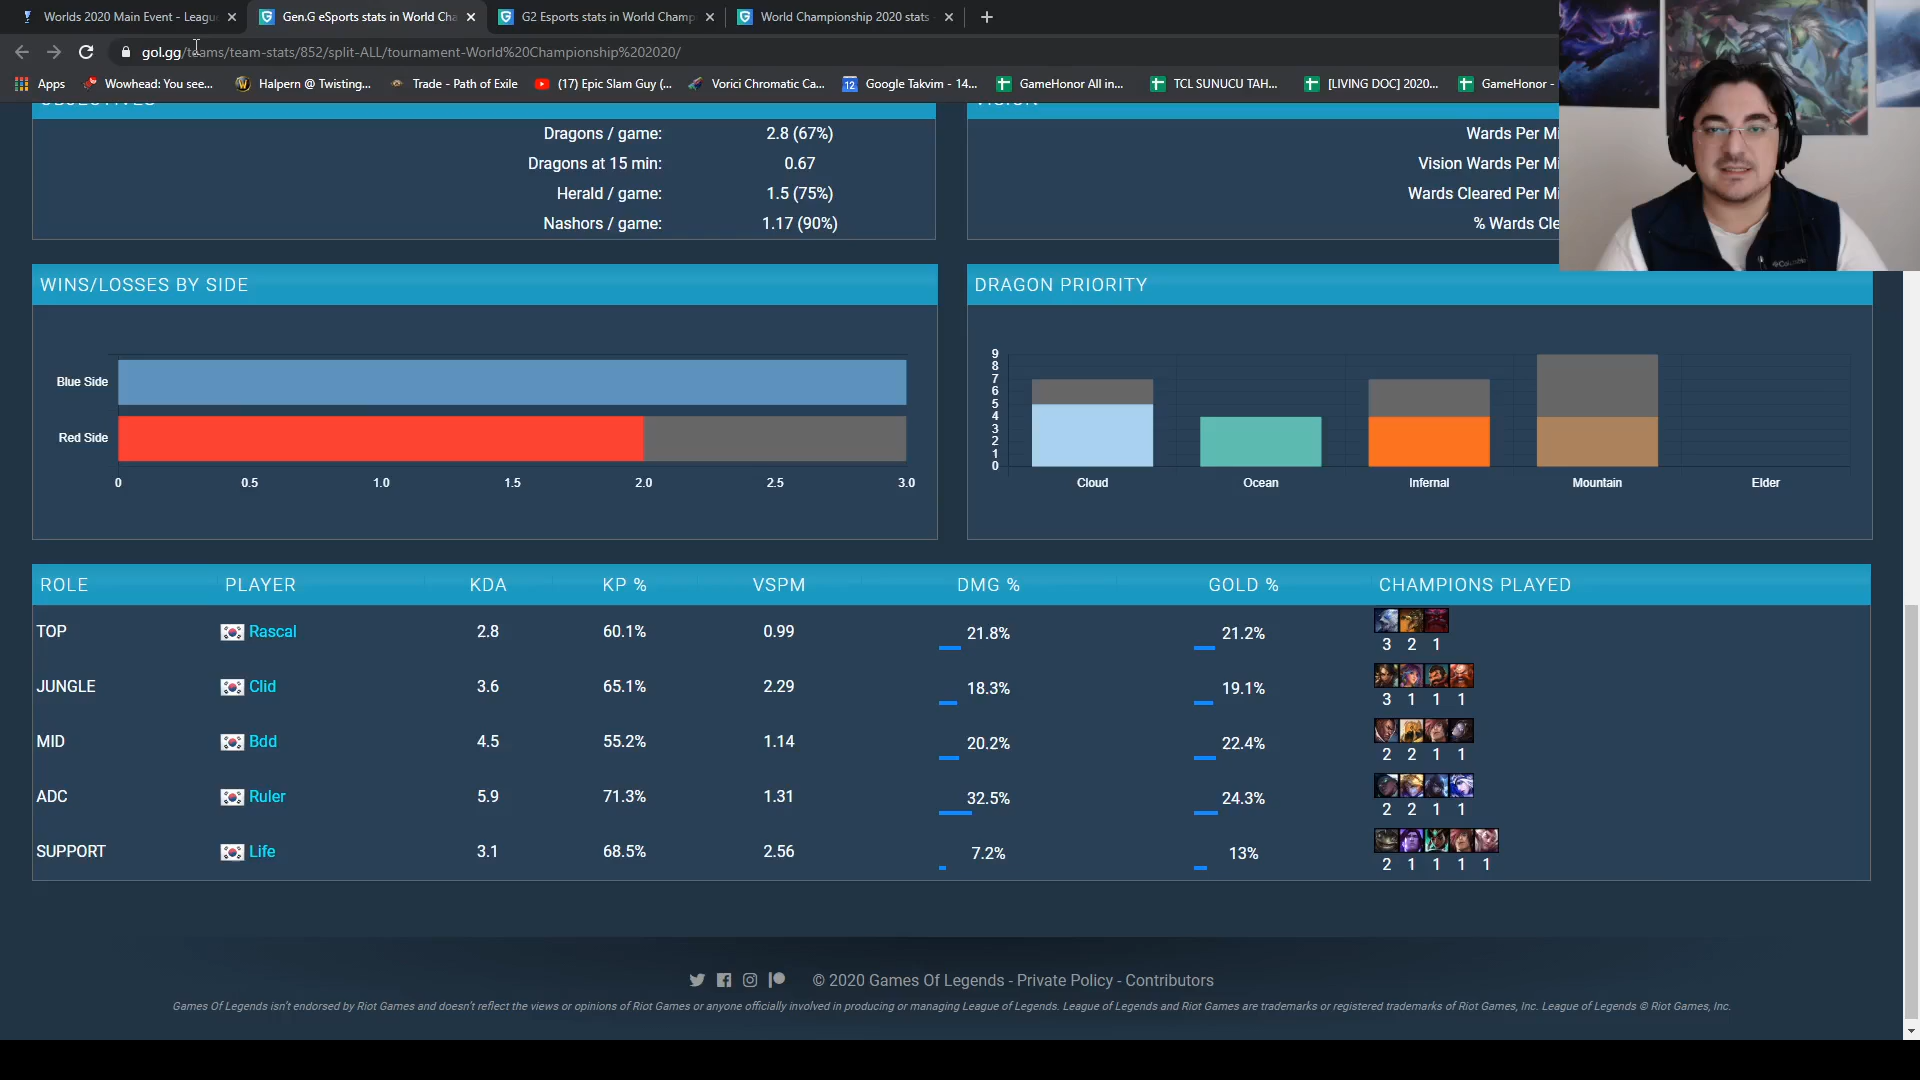 Worlds 2020 Main Event - Leagu
Gen.G eSports stats in World Cha
G2 Esports stats in World Champ
World Championship 2020 stats
gol.gg/teams/team-stats/852/split-ALL/tournament-World%20Championship%202020/
Apps
Wowhead: You see...
Halpern @ Twisting...
Trade - Path of Exile
(17) Epic Slam Guy (...
Vorici Chromatic Ca...
Google Takvim - 14...
GameHonor All in...
TCL SUNUCU TAH...
[LIVING DOC] 2020...
GameHonor -
OBJECTIVES
VISION
Dragons / game: 2.8 (67%)
Wards Per Mi
Dragons at 15 min: 0.67
Vision Wards Per Mi
Herald / game: 1.5 (75%)
Wards Cleared Per Mi
Nashors / game: 1.17 (90%)
% Wards Cle
WINS/LOSSES BY SIDE
Blue Side
Red Side
0 0.5 1.0 1.5 2.0 2.5 3.0
DRAGON PRIORITY
9
8
7
6
5
4
3
2
1
0
Cloud Ocean Infernal Mountain Elder
ROLE PLAYER KDA KP % VSPM DMG % GOLD % CHAMPIONS PLAYED
TOP Rascal 2.8 60.1% 0.99 21.8% 21.2%
3 2 1
JUNGLE Clid 3.6 65.1% 2.29 18.3% 19.1%
3 1 1 1
MID Bdd 4.5 55.2% 1.14 20.2% 22.4%
2 2 1 1
ADC Ruler 5.9 71.3% 1.31 32.5% 24.3%
2 2 1 1
SUPPORT Life 3.1 68.5% 2.56 7.2% 13%
2 1 1 1 1
© 2020 Games Of Legends - Private Policy - Contributors
Games Of Legends isn't endorsed by Riot Games and doesn't reflect the views or opinions of Riot Games or anyone officially involved in producing or managing League of Legends. League of Legends and Riot Games are trademarks or registered trademarks of Riot Games, Inc. League of Legends © Riot Games, Inc.